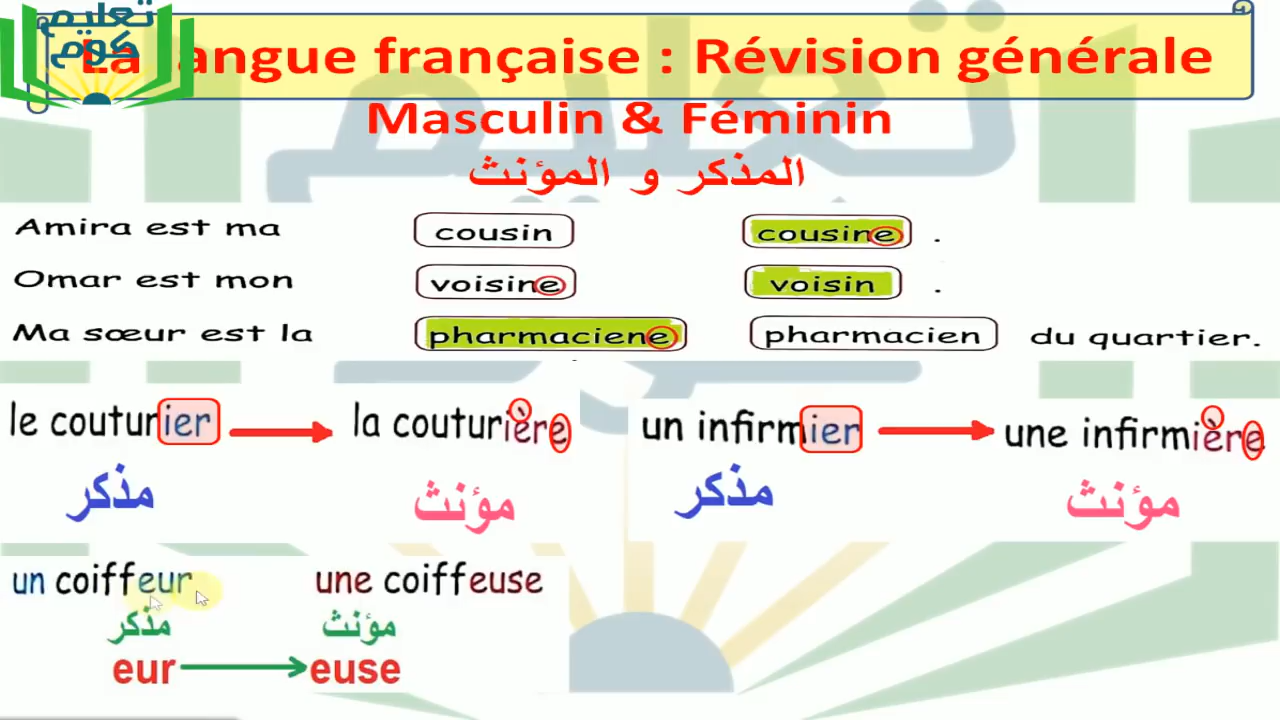 تعليم
كوم
La langue française : Révision générale
Masculin & Féminin
المذكر و المؤنث
Amira est ma cousin cousine .
Omar est mon voisine voisin .
Ma sœur est la pharmaciene pharmacien du quartier.
le couturier la couturière un infirmier une infirmière
مذكر مؤنث مذكر مؤنث
un coiffeur une coiffeuse
مذكر مؤنث
eur euse